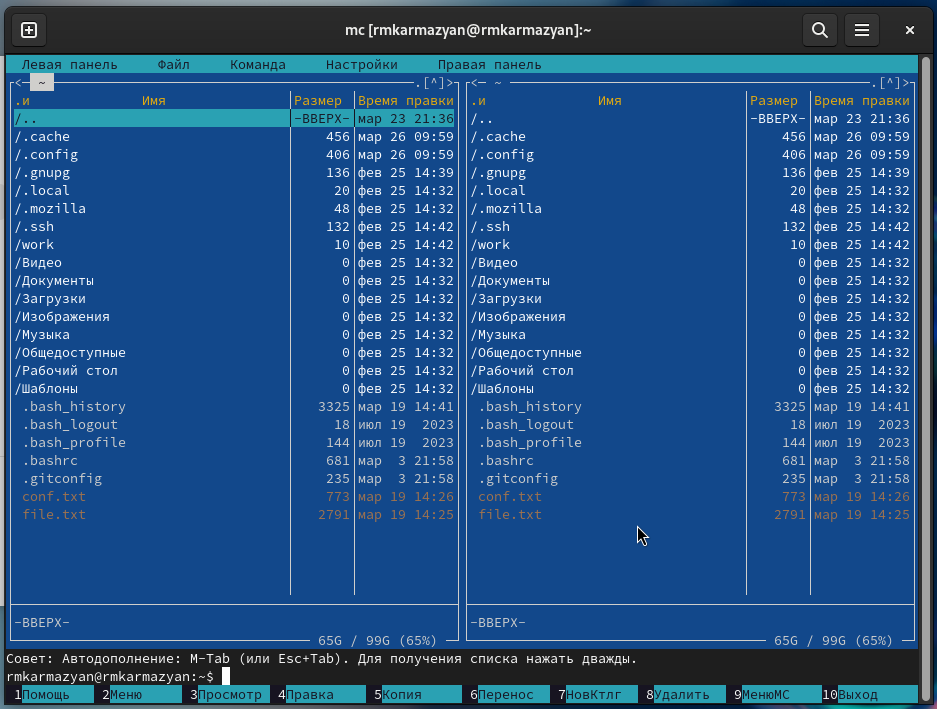 mc [rmkarmazyan@rmkarmazyan]:~
Левая панель Файл Команда Настройки Правая панель
<─ ~ .[^]> <─ ~ .[^]>
.и Имя Размер Время правки .и Имя Размер Время правки
/.. -ВВЕРХ- мар 23 21:36 /.. -ВВЕРХ- мар 23 21:36
/.cache 456 мар 26 09:59 /.cache 456 мар 26 09:59
/.config 406 мар 26 09:59 /.config 406 мар 26 09:59
/.gnupg 136 фев 25 14:39 /.gnupg 136 фев 25 14:39
/.local 20 фев 25 14:32 /.local 20 фев 25 14:32
/.mozilla 48 фев 25 14:32 /.mozilla 48 фев 25 14:32
/.ssh 132 фев 25 14:42 /.ssh 132 фев 25 14:42
/work 10 фев 25 14:42 /work 10 фев 25 14:42
/Видео 0 фев 25 14:32 /Видео 0 фев 25 14:32
/Документы 0 фев 25 14:32 /Документы 0 фев 25 14:32
/Загрузки 0 фев 25 14:32 /Загрузки 0 фев 25 14:32
/Изображения 0 фев 25 14:32 /Изображения 0 фев 25 14:32
/Музыка 0 фев 25 14:32 /Музыка 0 фев 25 14:32
/Общедоступные 0 фев 25 14:32 /Общедоступные 0 фев 25 14:32
/Рабочий стол 0 фев 25 14:32 /Рабочий стол 0 фев 25 14:32
/Шаблоны 0 фев 25 14:32 /Шаблоны 0 фев 25 14:32
.bash_history 3325 мар 19 14:41 .bash_history 3325 мар 19 14:41
.bash_logout 18 июл 19 2023 .bash_logout 18 июл 19 2023
.bash_profile 144 июл 19 2023 .bash_profile 144 июл 19 2023
.bashrc 681 мар 3 21:58 .bashrc 681 мар 3 21:58
.gitconfig 235 мар 3 21:58 .gitconfig 235 мар 3 21:58
conf.txt 773 мар 19 14:26 conf.txt 773 мар 19 14:26
file.txt 2791 мар 19 14:25 file.txt 2791 мар 19 14:25
-ВВЕРХ- -ВВЕРХ-
65G / 99G (65%) 65G / 99G (65%)
Совет: Автодополнение: M-Tab (или Esc+Tab). Для получения списка нажать дважды.
rmkarmazyan@rmkarmazyan:~$
1Помощь 2Меню 3Просмотр 4Правка 5Копия 6Перенос 7НовКтлг 8Удалить 9МенюMC 10Выход